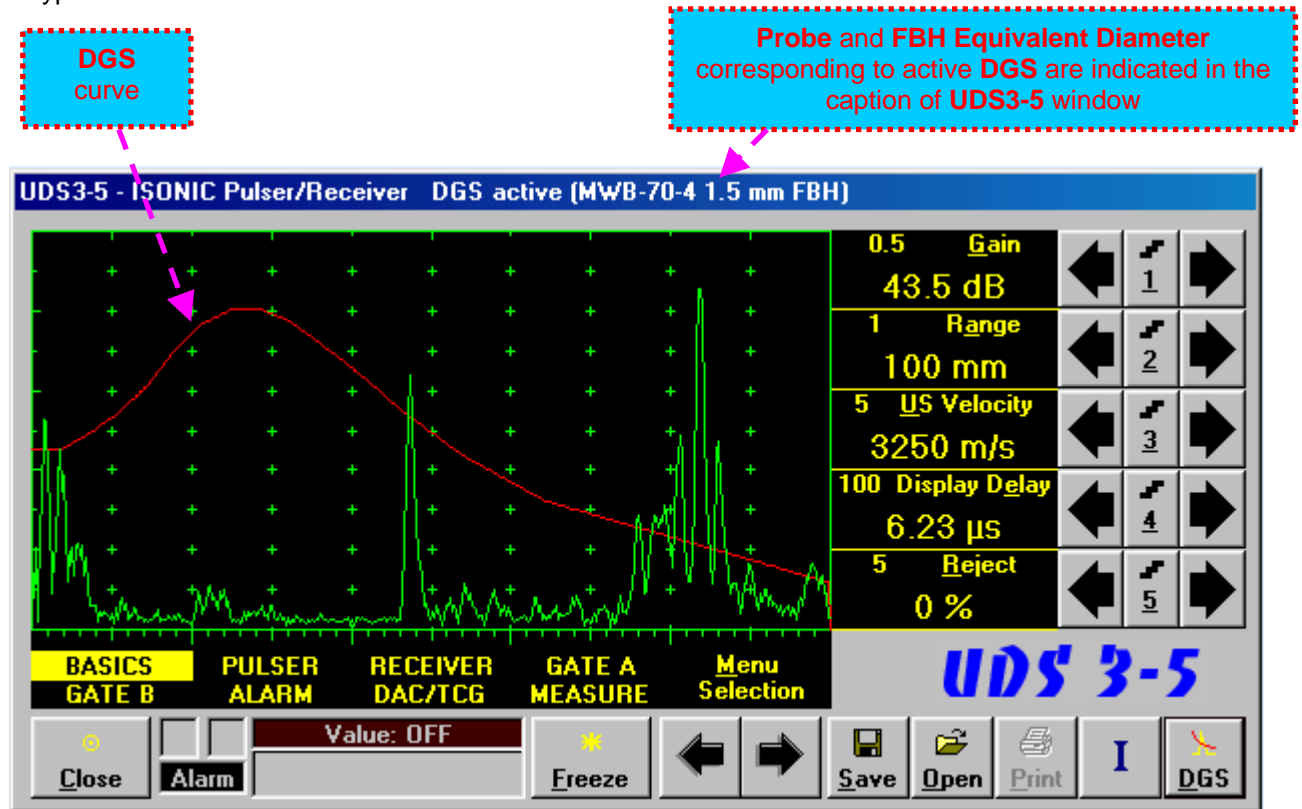 DGS
curve
Probe and FBH Equivalent Diameter
corresponding to active DGS are indicated in the
caption of UDS3-5 window
UDS3-5 - ISONIC Pulser/Receiver DGS active (MWB-70-4 1.5 mm FBH)
0.5 Gain
43.5 dB
1
1 Range
100 mm
2
5 US Velocity
3250 m/s
3
100 Display Delay
6.23 µs
4
5 Reject
0 %
5
BASICS PULSER RECEIVER GATE A Menu
GATE B ALARM DAC/TCG MEASURE Selection
UDS 3-5
Value: OFF
Close Alarm Freeze Save Open Print I DGS